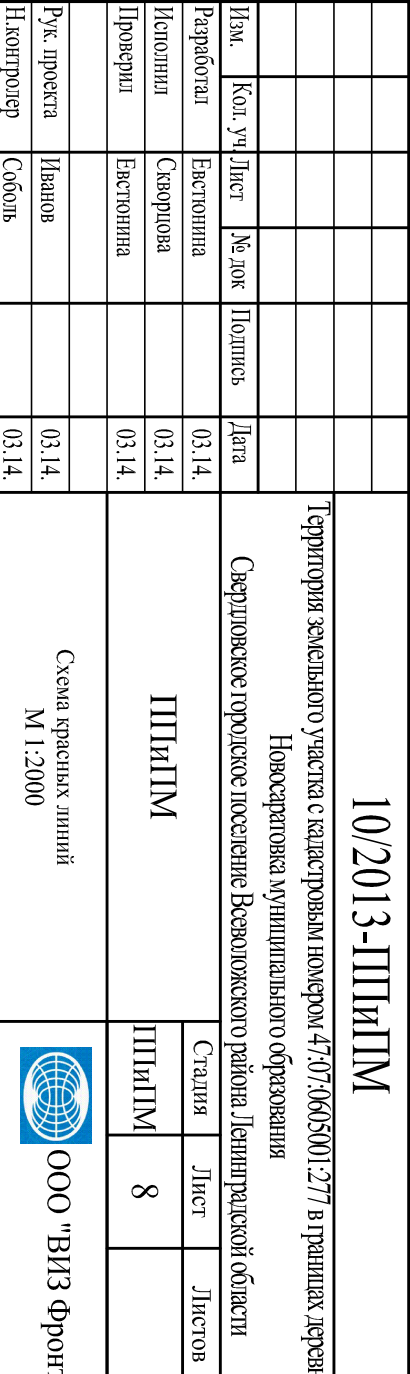 10/2013-ППиПМ
Территория земельного участка с кадастровым номером 47:07:0605001:277 в границах
Новосаратовка муниципального образования
Свердловское городское поселение Всеволожского района Ленинградской области
Изм. Кол. уч. Лист № док Подпись Дата
Разработал Евстюнина 03.14.
Исполнил Скворцова 03.14.
Проверил Евстюнина 03.14.
Рук. проекта Иванов 03.14.
Н.контролер Соболь 03.14.
ППиПМ
Стадия Лист Листов
ППиПМ 8
Схема красных линий
М 1:2000
ООО "ВИЗ